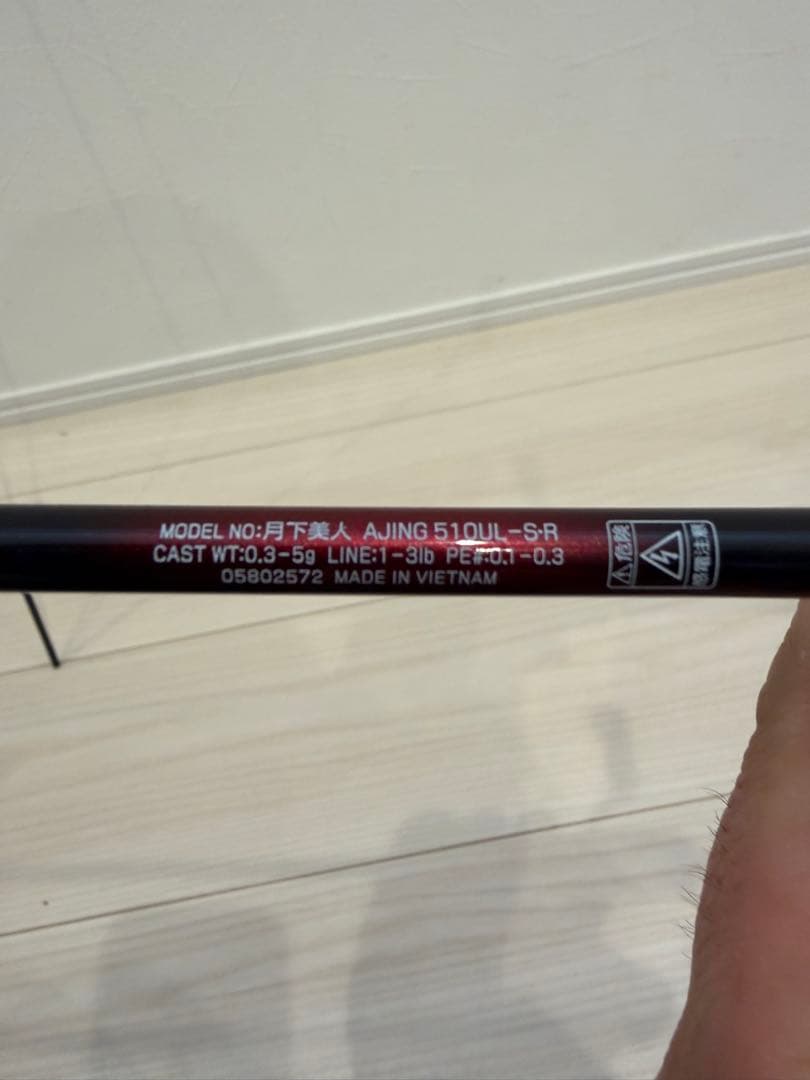 MODEL NO:月下美人 AJING 510UL-S·R
CAST WT:0.3-5g LINE:1-3lb PE#:0.1-0.3
05802572 MADE IN VIETNAM
⚠危険
感電注意